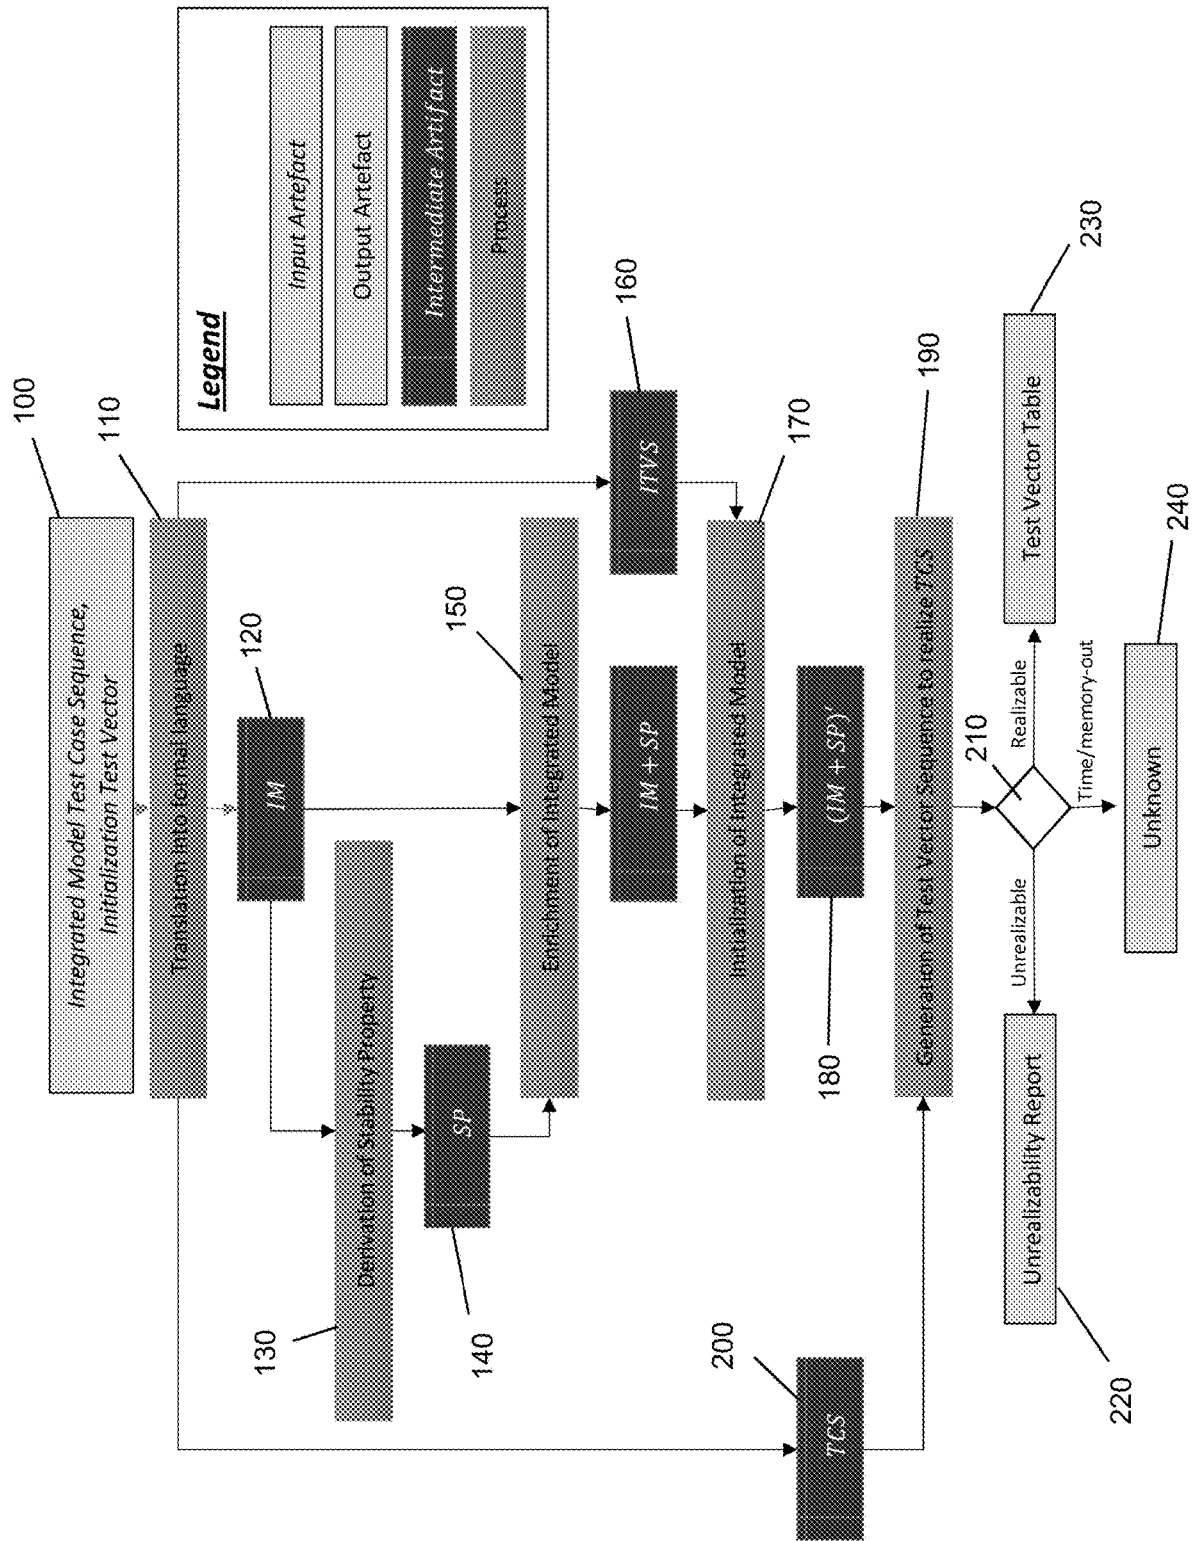 Integrated Model Test Case Sequence,
Initialization Test Vector
100
Translation into formal language
110
IM
120
Derivation of Stability Property
130
SP
140
Enrichment of Integrated Model
150
IM + SP
ITVS
160
Initialization of Integrated Model
170
(IM + SP)′
180
TCS
200
Generation of Test Vector Sequence to realize TCS
190
210
Unrealizable
Realizable
Time/memory-out
Unrealizability Report
220
Test Vector Table
230
Unknown
240
Legend
Input Artefact
Output Artefact
Intermediate Artifact
Process